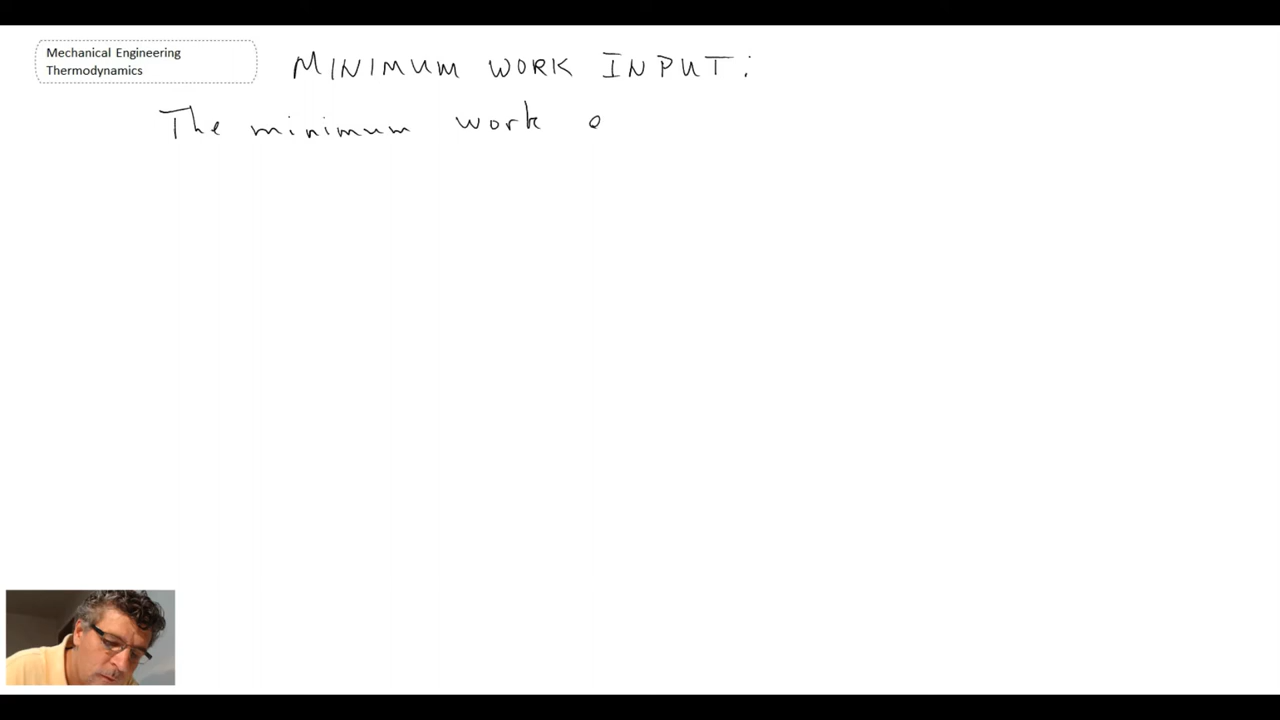 Mechanical Engineering
Thermodynamics
MINIMUM WORK INPUT:
The minimum work o